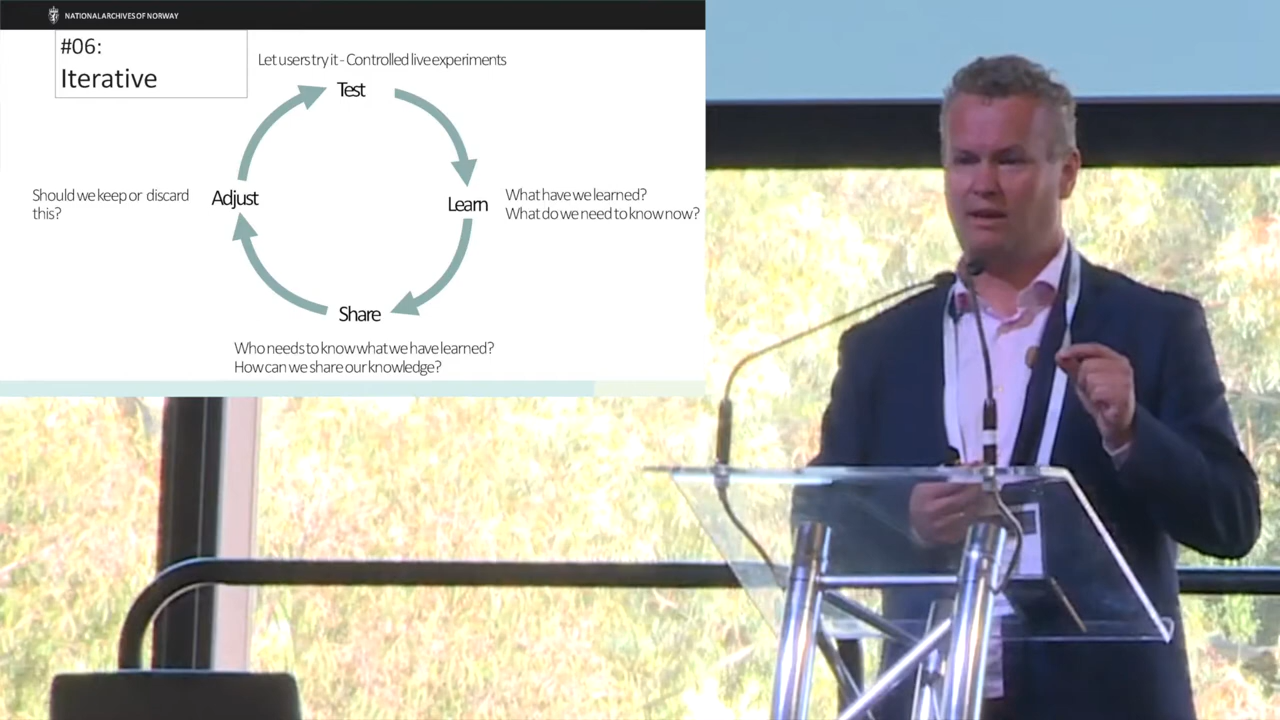 NATIONAL ARCHIVES OF NORWAY
#06:
Iterative
Let users try it - Controlled live experiments
Test
Should we keep or discard
this?
Adjust
Learn
What have we learned?
What do we need to know now?
Share
Who needs to know what we have learned?
How can we share our knowledge?